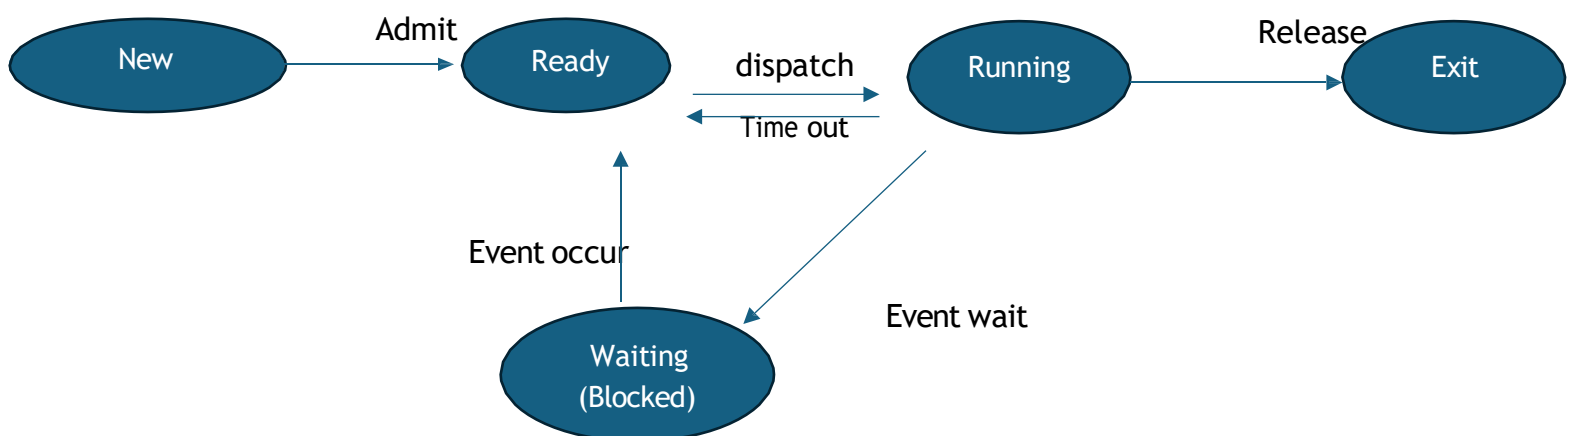 New
Admit
Ready
dispatch
Time out
Running
Release
Exit
Event occur
Event wait
Waiting
(Blocked)